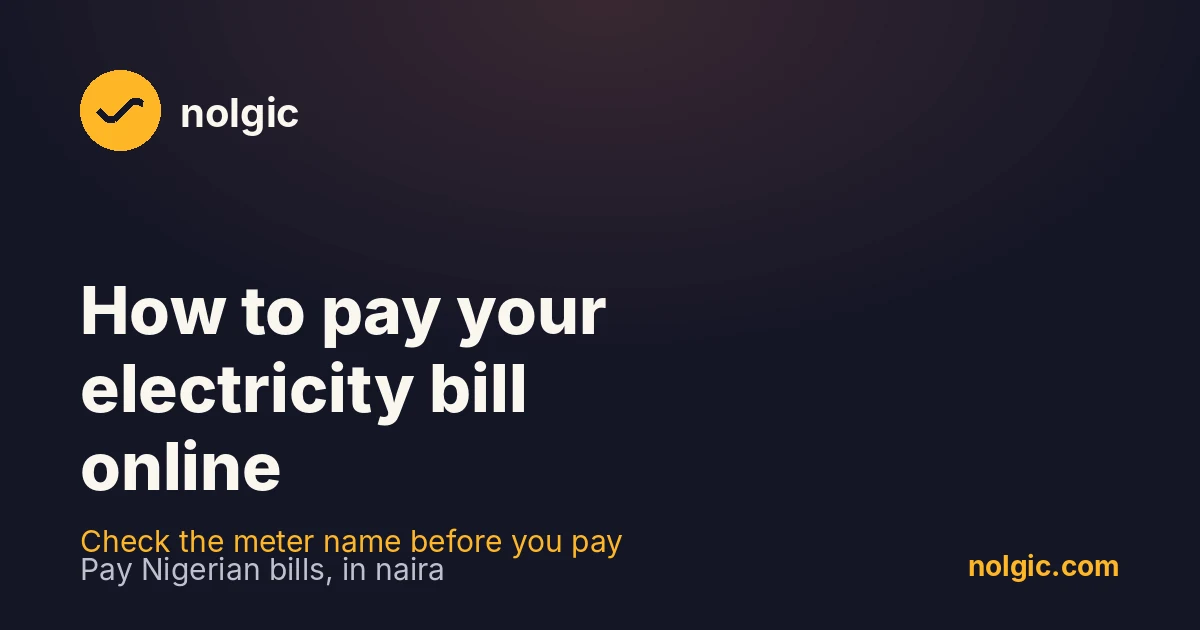 nolgic
How to pay your
electricity bill
online
Check the meter name before you pay
Pay Nigerian bills, in naira
nolgic.com